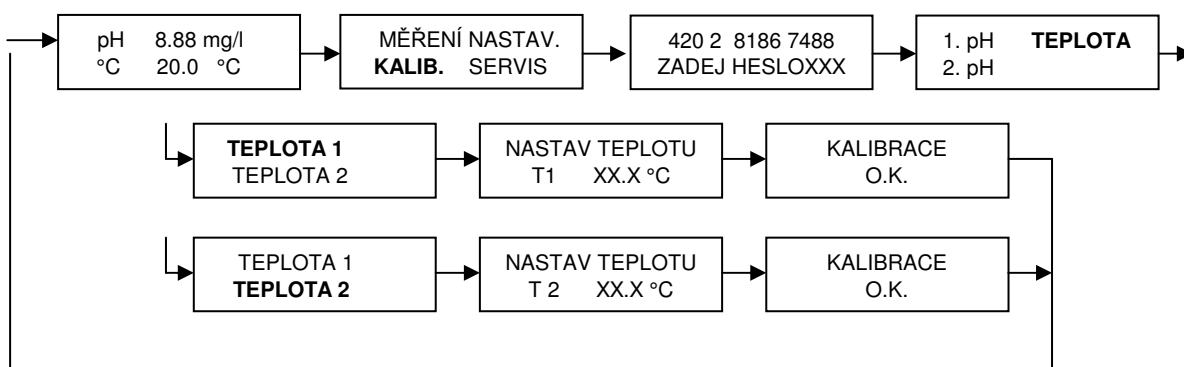 pH 8.88 mg/l
°C 20.0 °C
MĚŘENÍ NASTAV.
KALIB. SERVIS
420 2 8186 7488
ZADEJ HESLOXXX
1. pH TEPLOTA
2. pH
TEPLOTA 1
TEPLOTA 2
NASTAV TEPLOTU
T1 XX.X °C
KALIBRACE
O.K.
TEPLOTA 1
TEPLOTA 2
NASTAV TEPLOTU
T 2 XX.X °C
KALIBRACE
O.K.